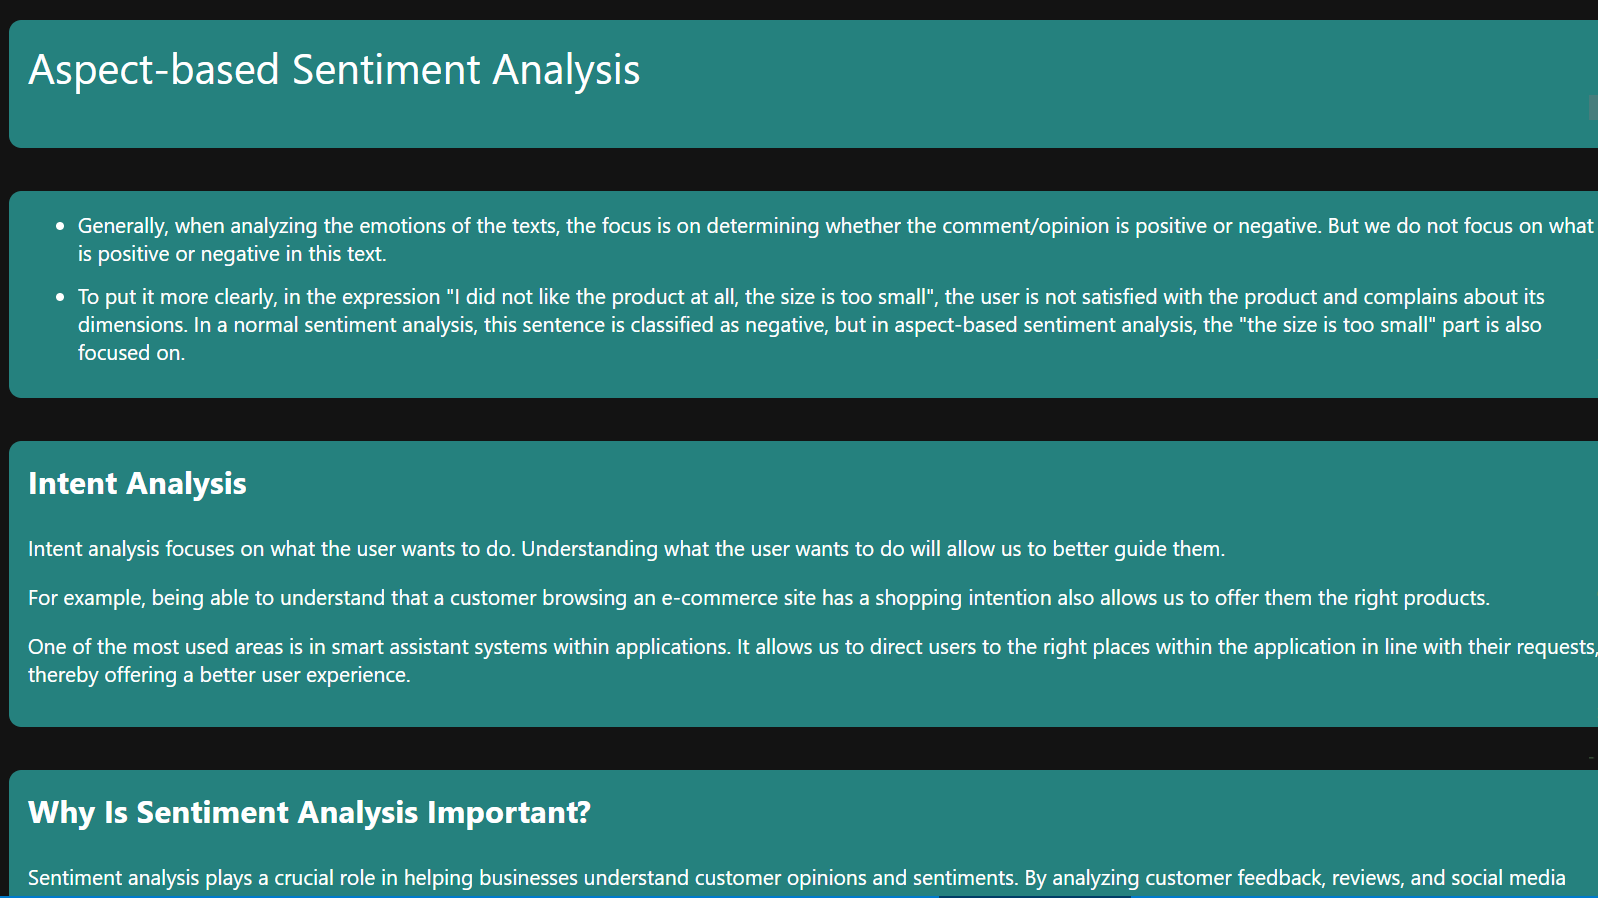 Aspect-based Sentiment Analysis
Generally, when analyzing the emotions of the texts, the focus is on determining whether the comment/opinion is positive or negative. But we do not focus on what
is positive or negative in this text.
To put it more clearly, in the expression "I did not like the product at all, the size is too small", the user is not satisfied with the product and complains about its
dimensions. In a normal sentiment analysis, this sentence is classified as negative, but in aspect-based sentiment analysis, the "the size is too small" part is also
focused on.
Intent Analysis
Intent analysis focuses on what the user wants to do. Understanding what the user wants to do will allow us to better guide them.
For example, being able to understand that a customer browsing an e-commerce site has a shopping intention also allows us to offer them the right products.
One of the most used areas is in smart assistant systems within applications. It allows us to direct users to the right places within the application in line with their requests,
thereby offering a better user experience.
Why Is Sentiment Analysis Important?
Sentiment analysis plays a crucial role in helping businesses understand customer opinions and sentiments. By analyzing customer feedback, reviews, and social media